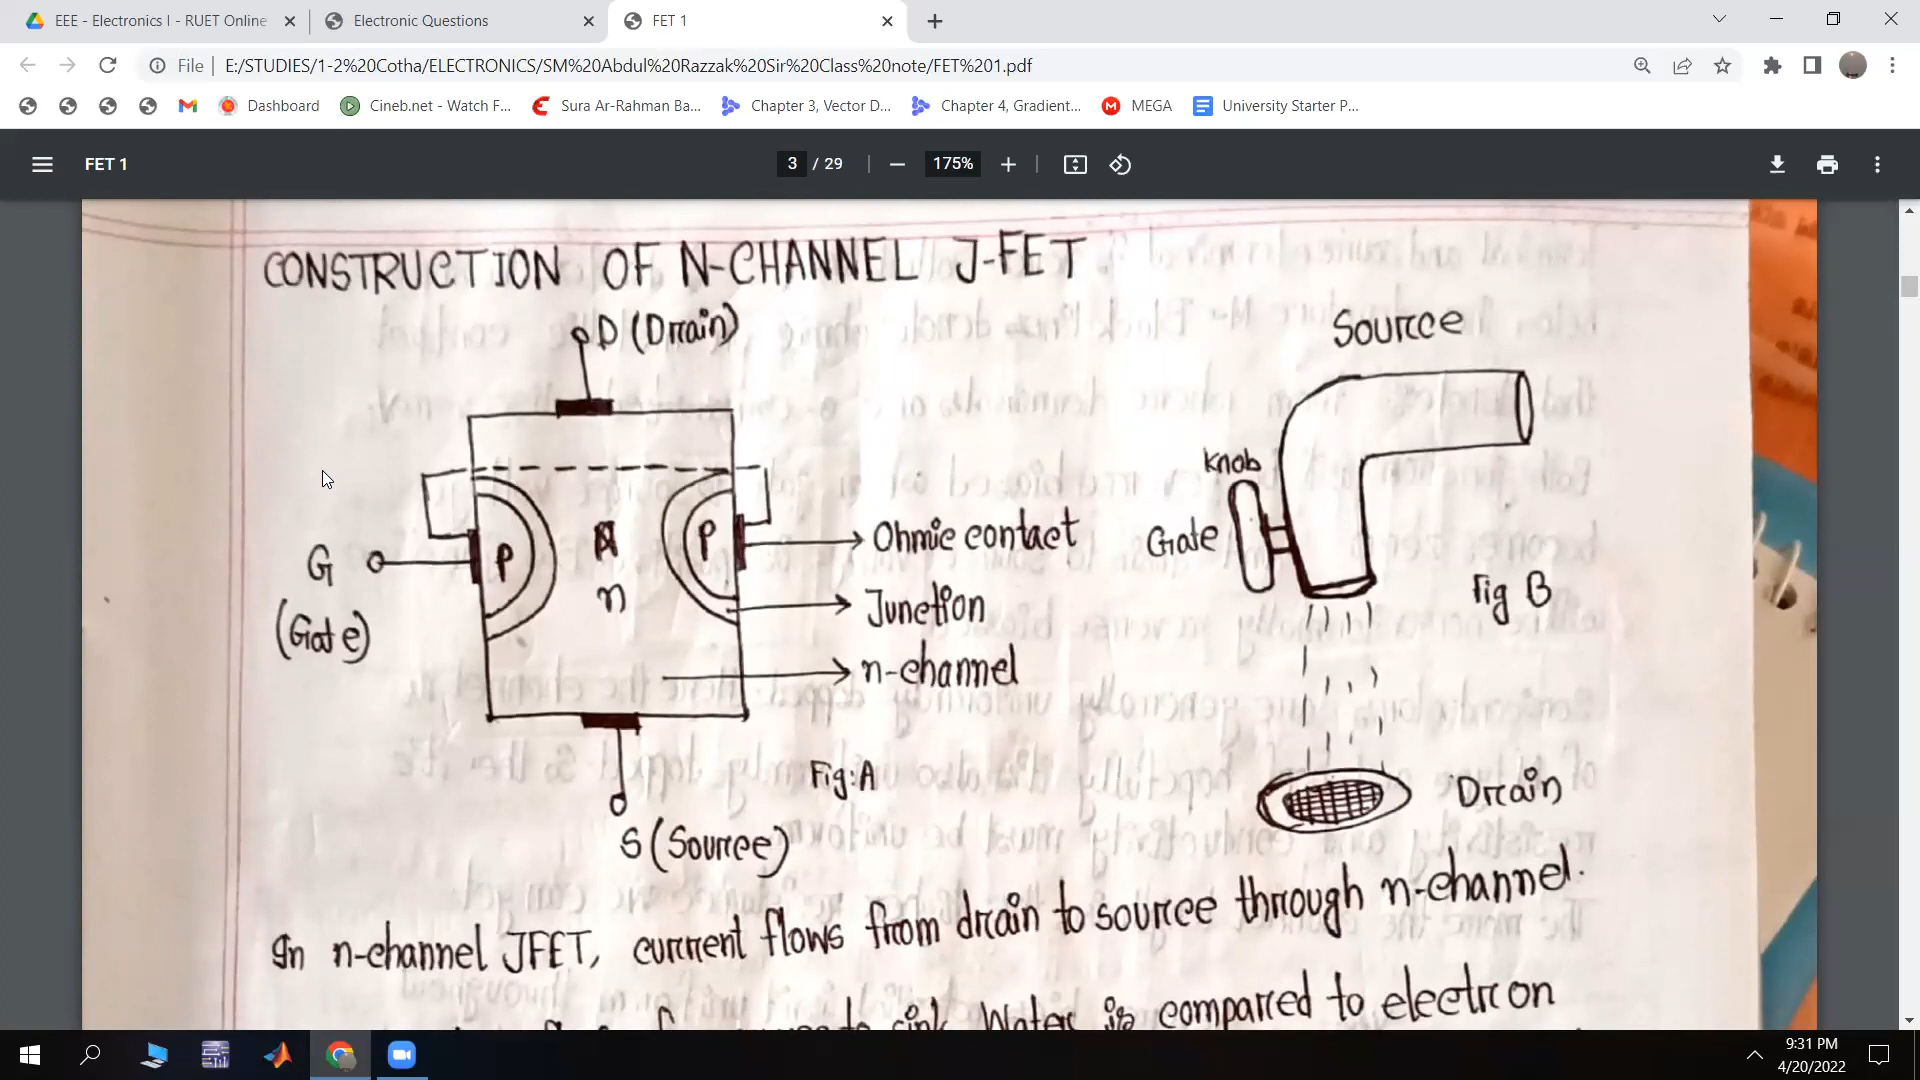 EEE - Electronics I - RUET Online
Electronic Questions
FET 1
File
E:/STUDIES/1-2%20Cotha/ELECTRONICS/SM%20Abdul%20Razzak%20Sir%20Class%20note/FET%201.pdf
Dashboard
Cineb.net - Watch F...
Sura Ar-Rahman Ba...
Chapter 3, Vector D...
Chapter 4, Gradient...
MEGA
University Starter P...
FET 1
3 / 29
175%
CONSTRUCTION OF N-CHANNEL J-FET
D (Drain)
Source
Knob
P
n
P
Ohmic contact
Gate
G
(Gate)
Junction
Fig B
n-channel
Fig:A
Drain
S (Source)
In n-channel JFET, current flows from drain to source through n-channel.
sink. Water is compared to electron
9:31 PM
4/20/2022